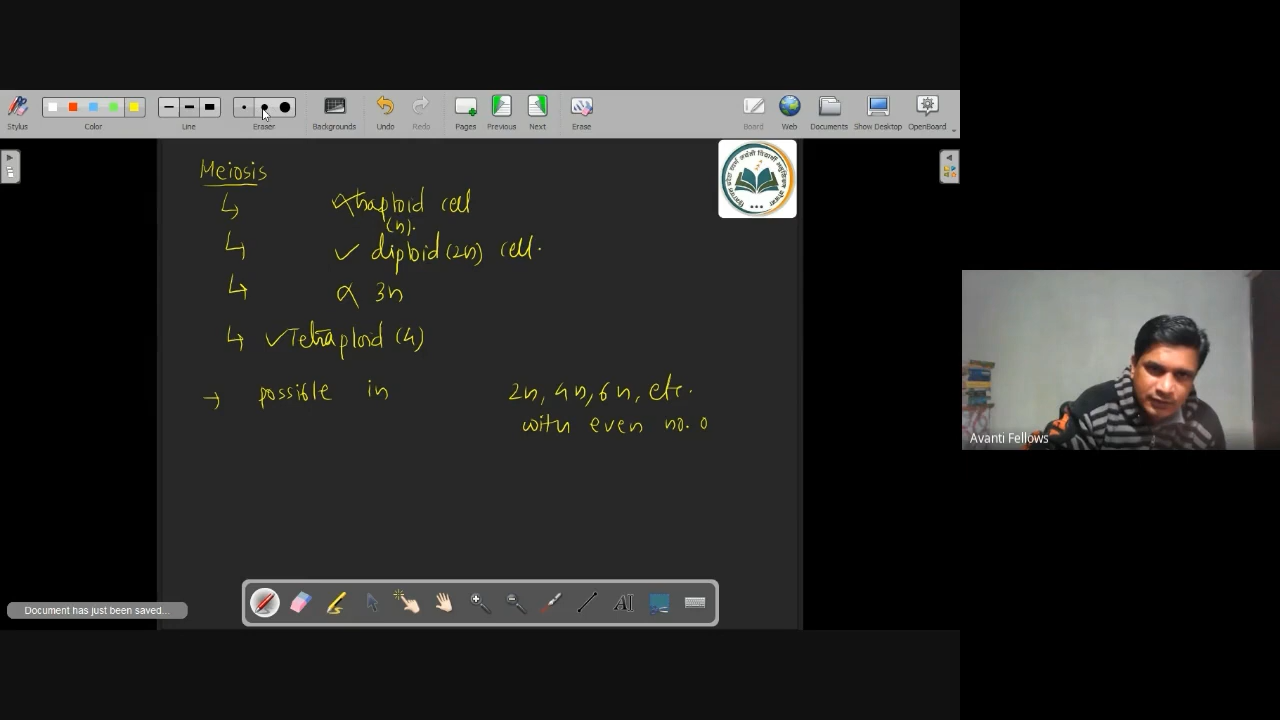 Stylus Color Line Eraser Backgrounds Undo Redo Pages Previous Next Erase Board Web Documents Show Desktop OpenBoard
Meiosis
↳ × haploid cell
(n).
↳ ✓ diploid (2n) cell.
↳ × 3n
↳ ✓ Tetraploid (4)
→ possible in 2n, 4n, 6n, etc.
with even no. o
Avanti Fellows
Document has just been saved...